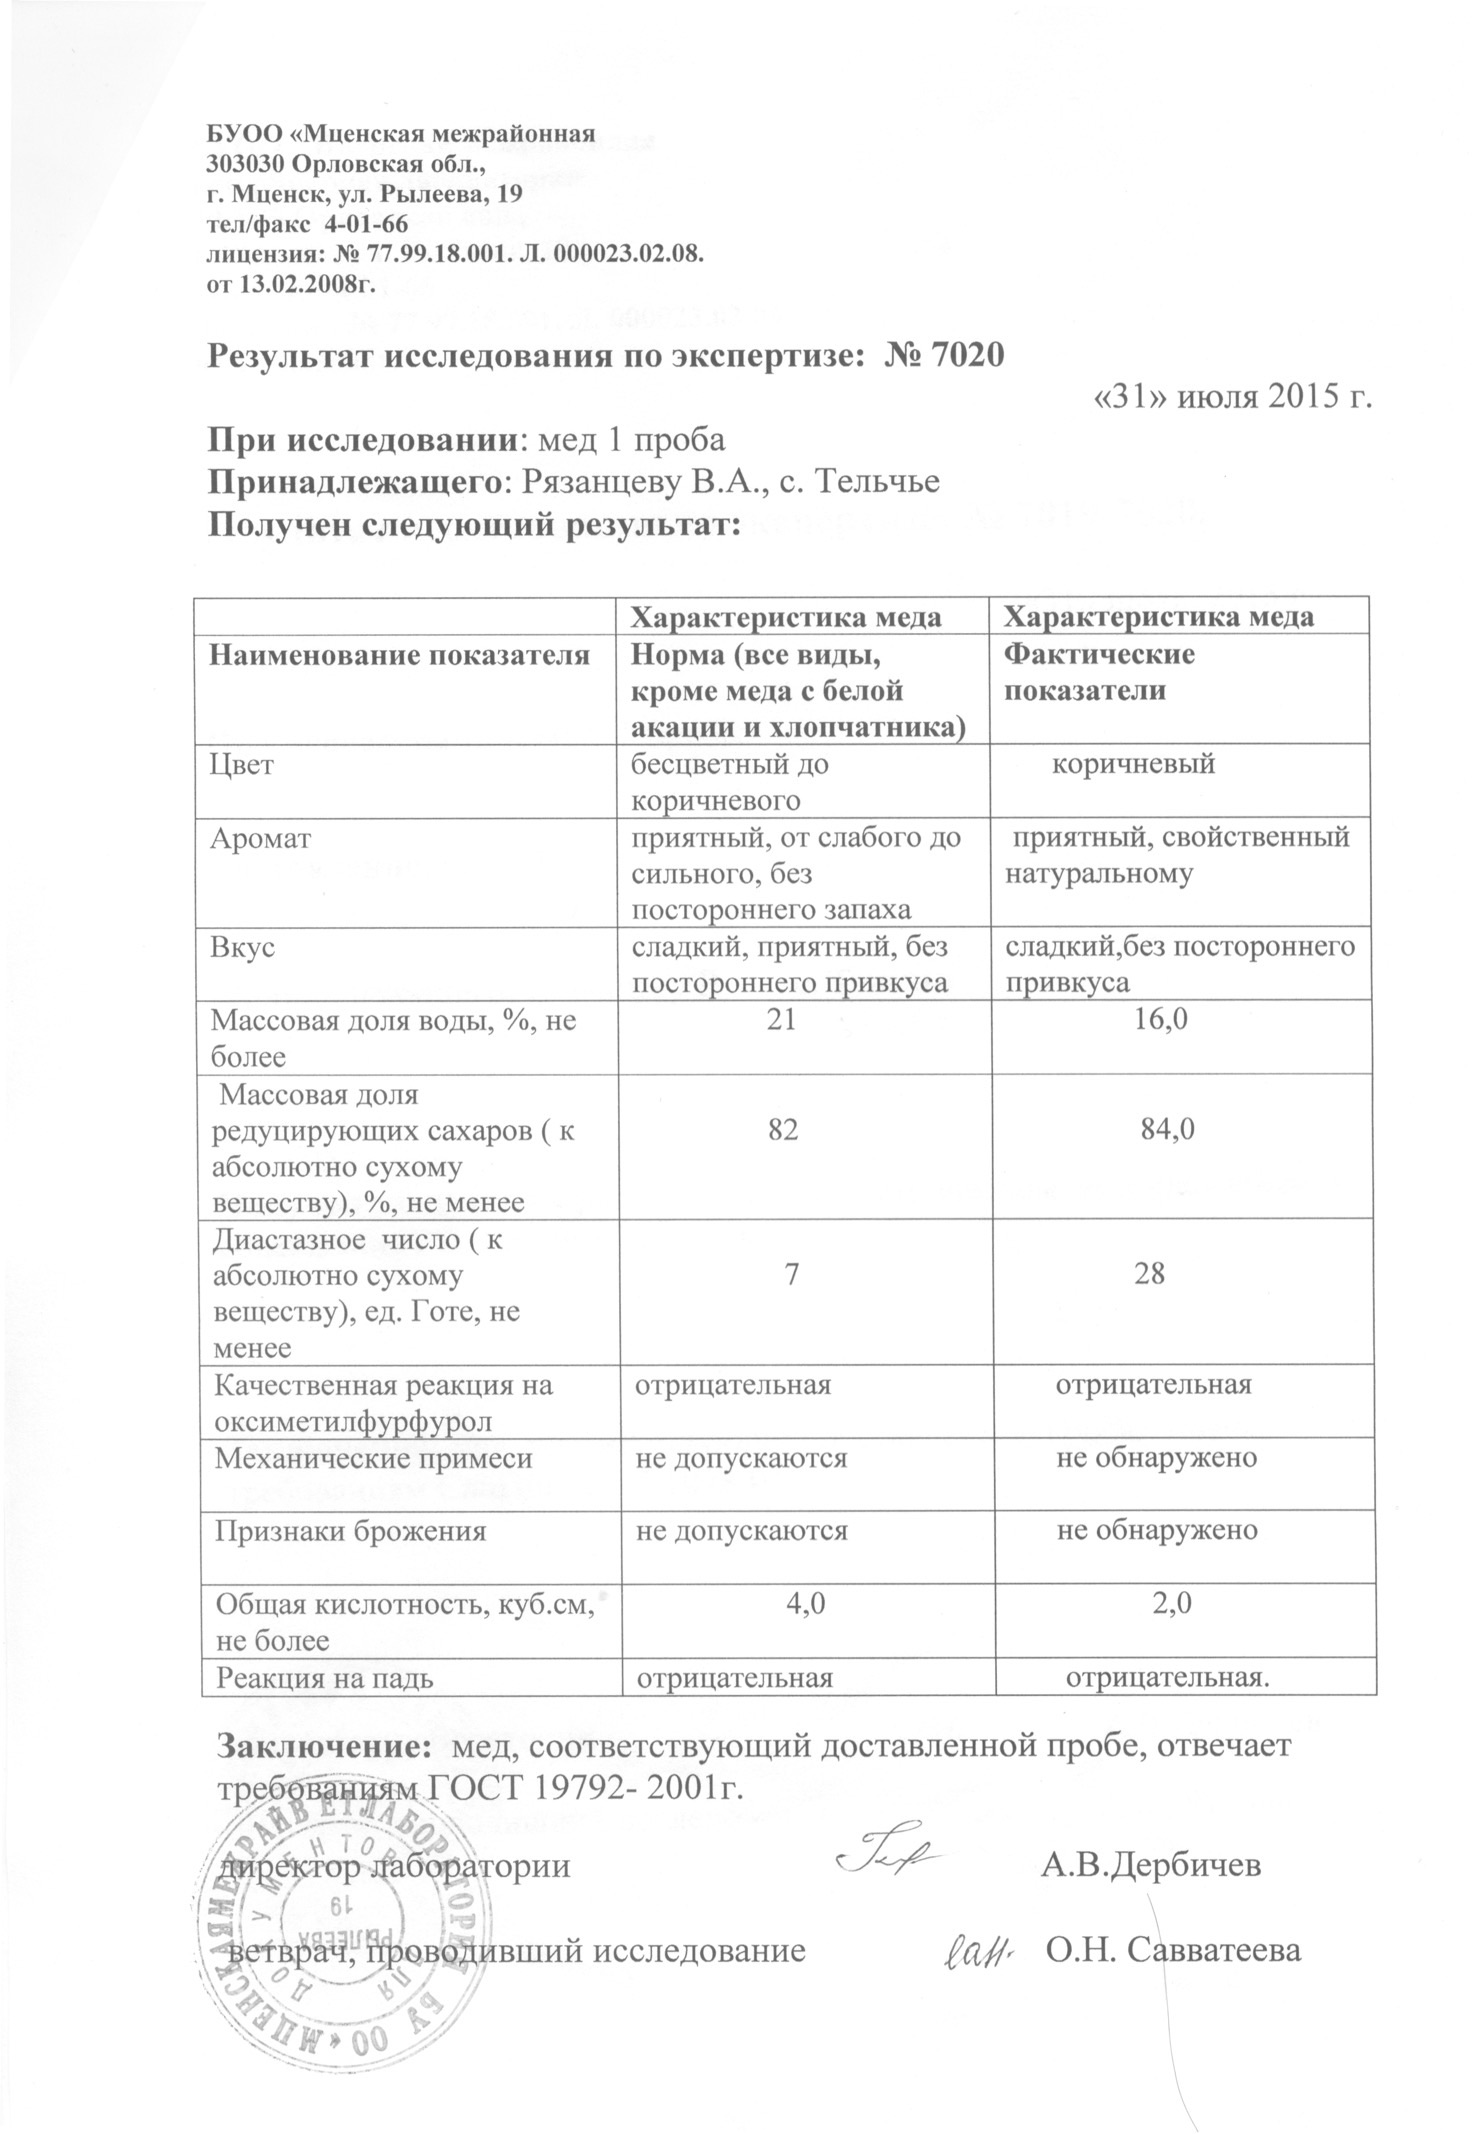 БУОО «Мценская межрайонная
303030 Орловская обл.,
г. Мценск, ул. Рылеева, 19
тел/факс 4-01-66
лицензия: № 77.99.18.001. Л. 000023.02.08.
от 13.02.2008г.
Результат исследования по экспертизе: № 7020
«31» июля 2015 г.
При исследовании: мед 1 проба
Принадлежащего: Рязанцеву В.А., с. Тельчье
Получен следующий результат:
Характеристика меда
Характеристика меда
Наименование показателя
Норма (все виды,
кроме меда с белой
акации и хлопчатника)
Фактические
показатели
Цвет
бесцветный до
коричневого
коричневый
Аромат
приятный, от слабого до
сильного, без
постороннего запаха
приятный, свойственный
натуральному
Вкус
сладкий, приятный, без
постороннего привкуса
сладкий,без постороннего
привкуса
Массовая доля воды, %, не
более
21
16,0
Массовая доля
редуцирующих сахаров ( к
абсолютно сухому
веществу), %, не менее
82
84,0
Диастазное число ( к
абсолютно сухому
веществу), ед. Готе, не
менее
7
28
Качественная реакция на
оксиметилфурфурол
отрицательная
отрицательная
Механические примеси
не допускаются
не обнаружено
Признаки брожения
не допускаются
не обнаружено
Общая кислотность, куб.см,
не более
4,0
2,0
Реакция на падь
отрицательная
отрицательная.
Заключение: мед, соответствующий доставленной пробе, отвечает
требованиям ГОСТ 19792- 2001г.
директор лаборатории
А.В.Дербичев
ветврач, проводивший исследование
О.Н. Савватеева
БУ ОО «МЦЕНСКАЯ МЕЖРАЙВЕТЛАБОРАТОРИЯ
ДЛЯ ДОКУМЕНТОВ
РЫЛЕЕВА
19